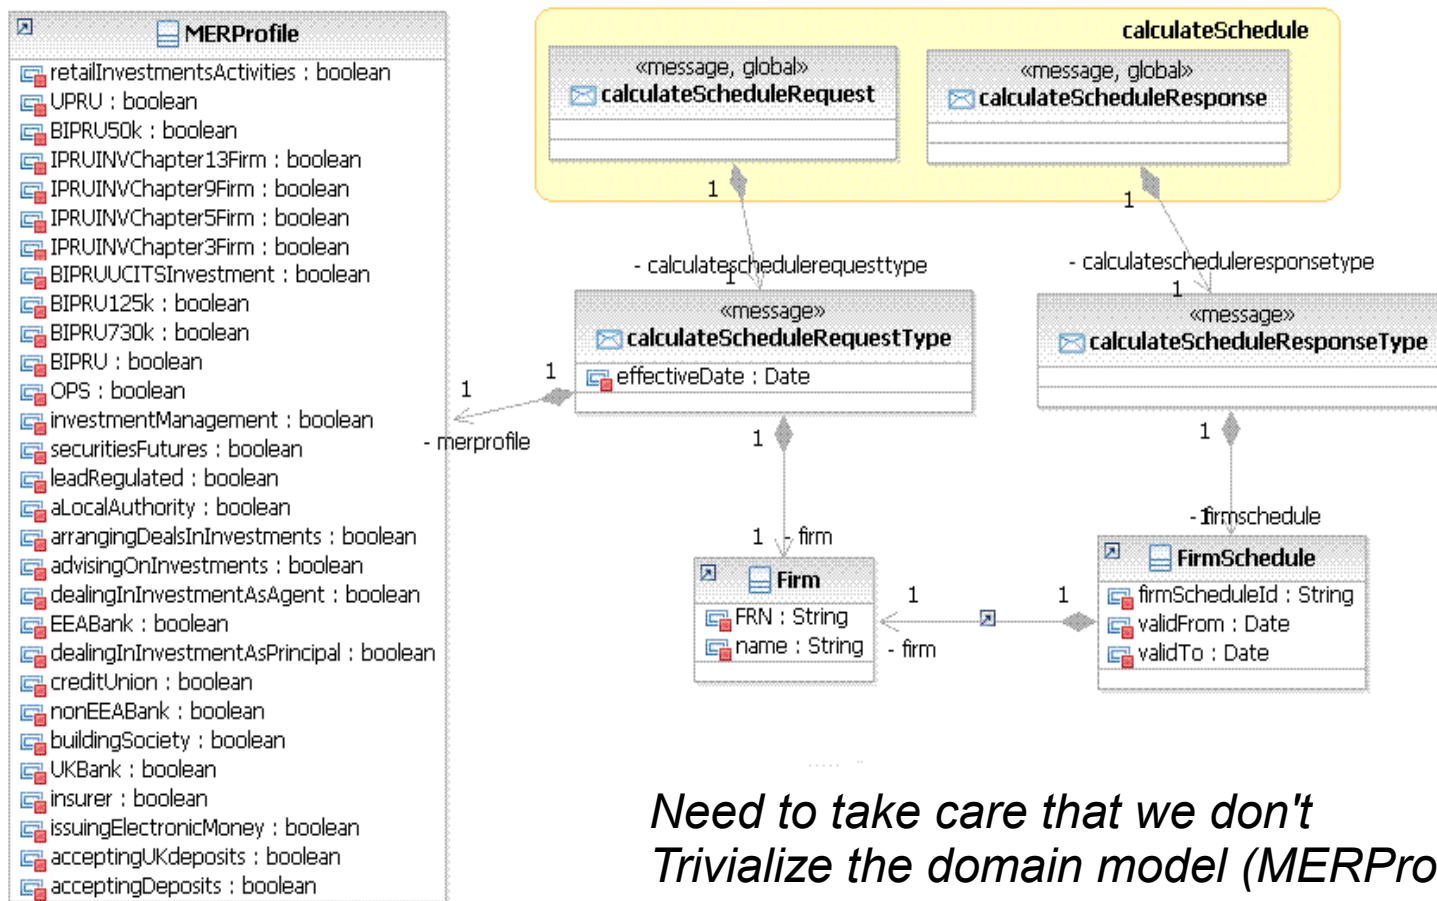 MERProfile
retailInvestmentsActivities : boolean
UPRU : boolean
BIPRU50k : boolean
IPRUINVChapter13Firm : boolean
IPRUINVChapter9Firm : boolean
IPRUINVChapter5Firm : boolean
IPRUINVChapter3Firm : boolean
BIPRUUCITSInvestment : boolean
BIPRU125k : boolean
BIPRU730k : boolean
BIPRU : boolean
OPS : boolean
investmentManagement : boolean
securitiesFutures : boolean
leadRegulated : boolean
aLocalAuthority : boolean
arrangingDealsInInvestments : boolean
advisingOnInvestments : boolean
dealingInInvestmentAsAgent : boolean
EEABank : boolean
dealingInInvestmentAsPrincipal : boolean
creditUnion : boolean
nonEEABank : boolean
buildingSociety : boolean
UKBank : boolean
insurer : boolean
issuingElectronicMoney : boolean
acceptingUKdeposits : boolean
acceptingDeposits : boolean
calculateSchedule
«message, global»
calculateScheduleRequest
«message, global»
calculateScheduleResponse
1
1
- calculateschedulerequesttype
1
- calculatescheduleresponsetype
1
«message»
calculateScheduleRequestType
effectiveDate : Date
«message»
calculateScheduleResponseType
1
1
- merprofile
1
1
1
- firm
1
- firmschedule
Firm
FRN : String
name : String
1
1
- firm
FirmSchedule
firmScheduleId : String
validFrom : Date
validTo : Date
Need to take care that we don't
Trivialize the domain model (MERPro